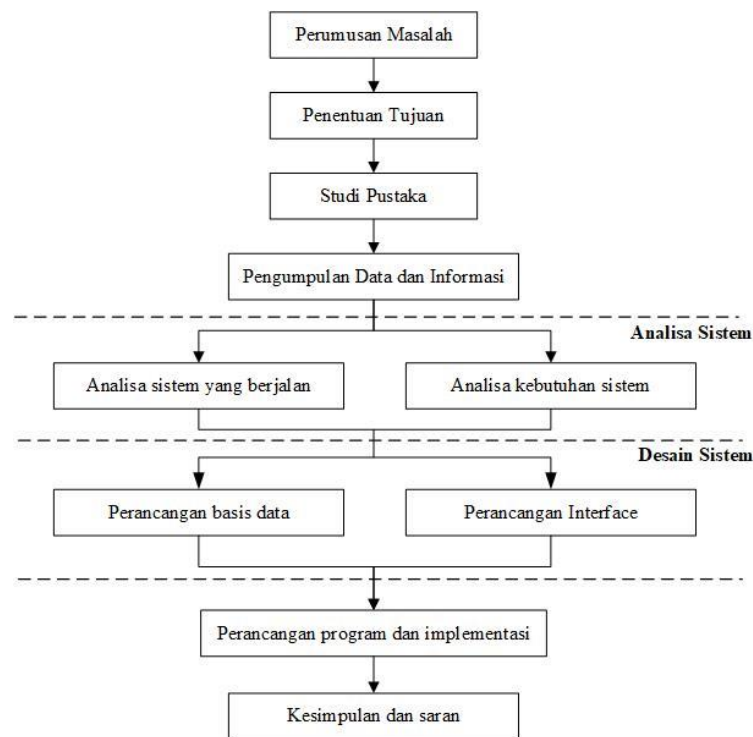 Perumusan Masalah
Penentuan Tujuan
Studi Pustaka
Pengumpulan Data dan Informasi
Analisa Sistem
Analisa sistem yang berjalan
Analisa kebutuhan sistem
Desain Sistem
Perancangan basis data
Perancangan Interface
Perancangan program dan implementasi
Kesimpulan dan saran